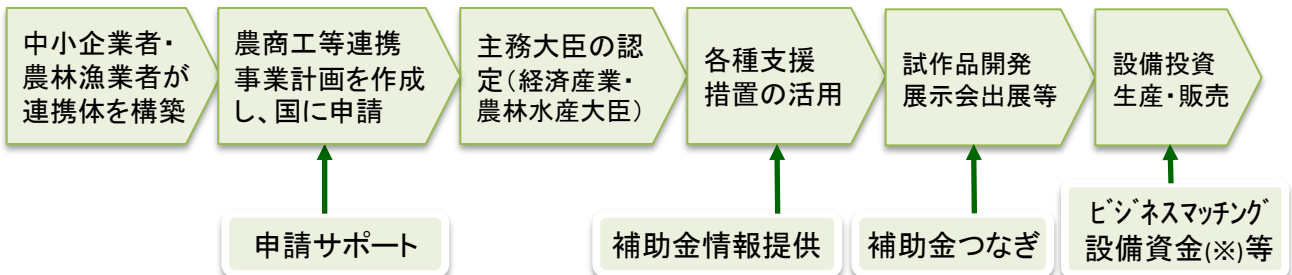 中小企業者・
農林漁業者が
連携体を構築
農商工等連携
事業計画を作成
し、国に申請
主務大臣の認
定(経済産業・
農林水産大臣)
各種支援
措置の活用
試作品開発
展示会出展等
設備投資
生産・販売
申請サポート
補助金情報提供
補助金つなぎ
ビジネスマッチング
設備資金(※)等